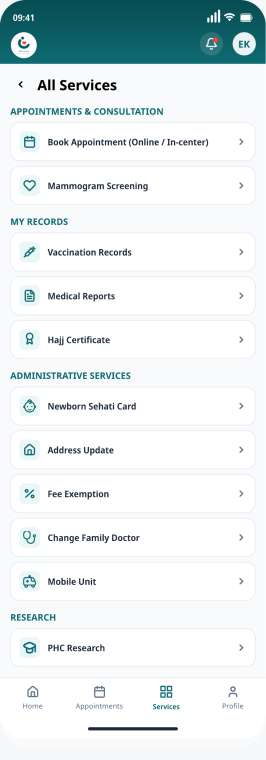 09:41
EK
All Services
APPOINTMENTS & CONSULTATION
Book Appointment (Online / In-center)
Mammogram Screening
MY RECORDS
Vaccination Records
Medical Reports
Hajj Certificate
ADMINISTRATIVE SERVICES
Newborn Sehati Card
Address Update
Fee Exemption
Change Family Doctor
Mobile Unit
RESEARCH
PHC Research
Home
Appointments
Services
Profile